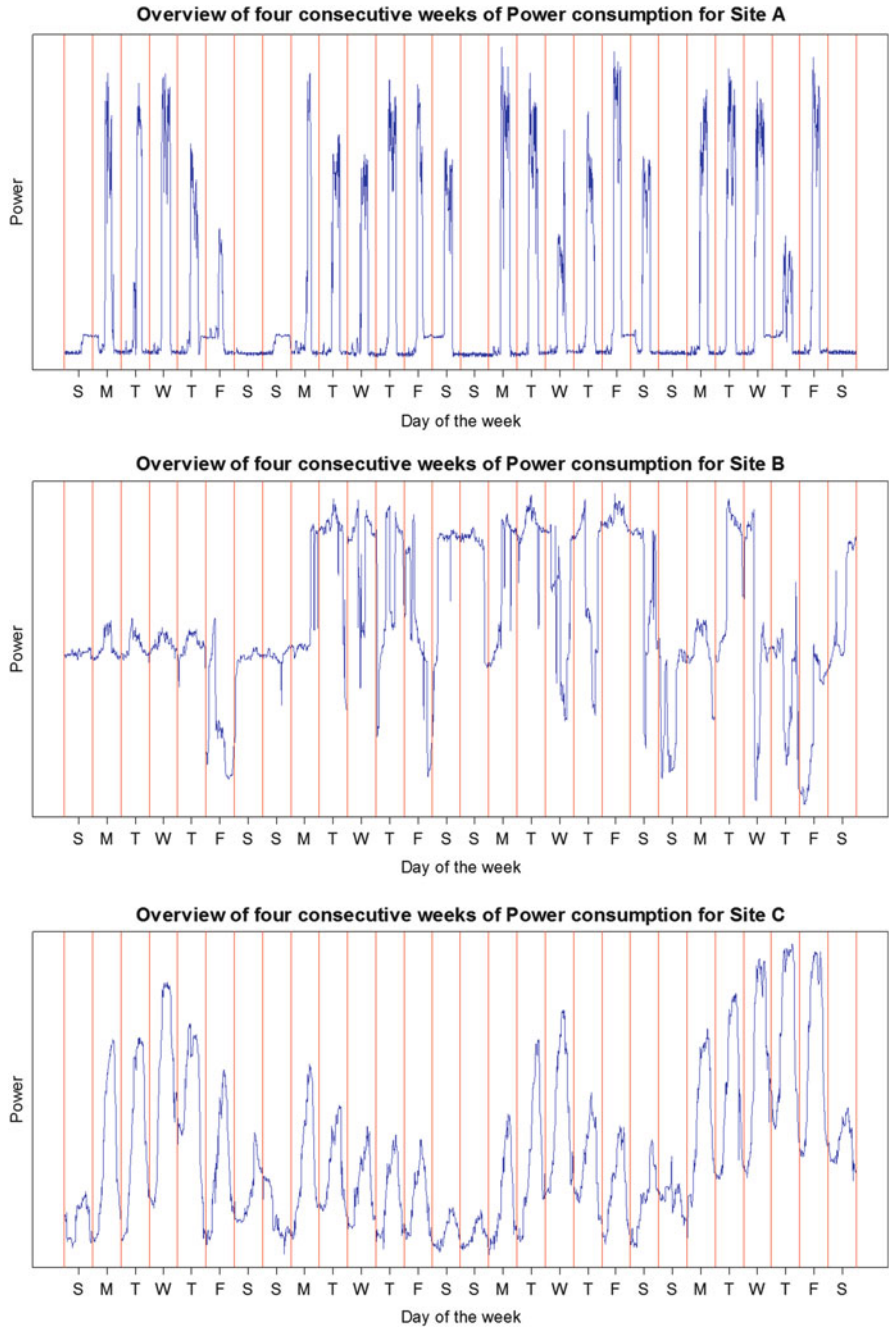 Overview of four consecutive weeks of Power consumption for Site A
Power
S M T W T F S S M T W T F S S M T W T F S S M T W T F S
Day of the week
Overview of four consecutive weeks of Power consumption for Site B
Power
S M T W T F S S M T W T F S S M T W T F S S M T W T F S
Day of the week
Overview of four consecutive weeks of Power consumption for Site C
Power
S M T W T F S S M T W T F S S M T W T F S S M T W T F S
Day of the week